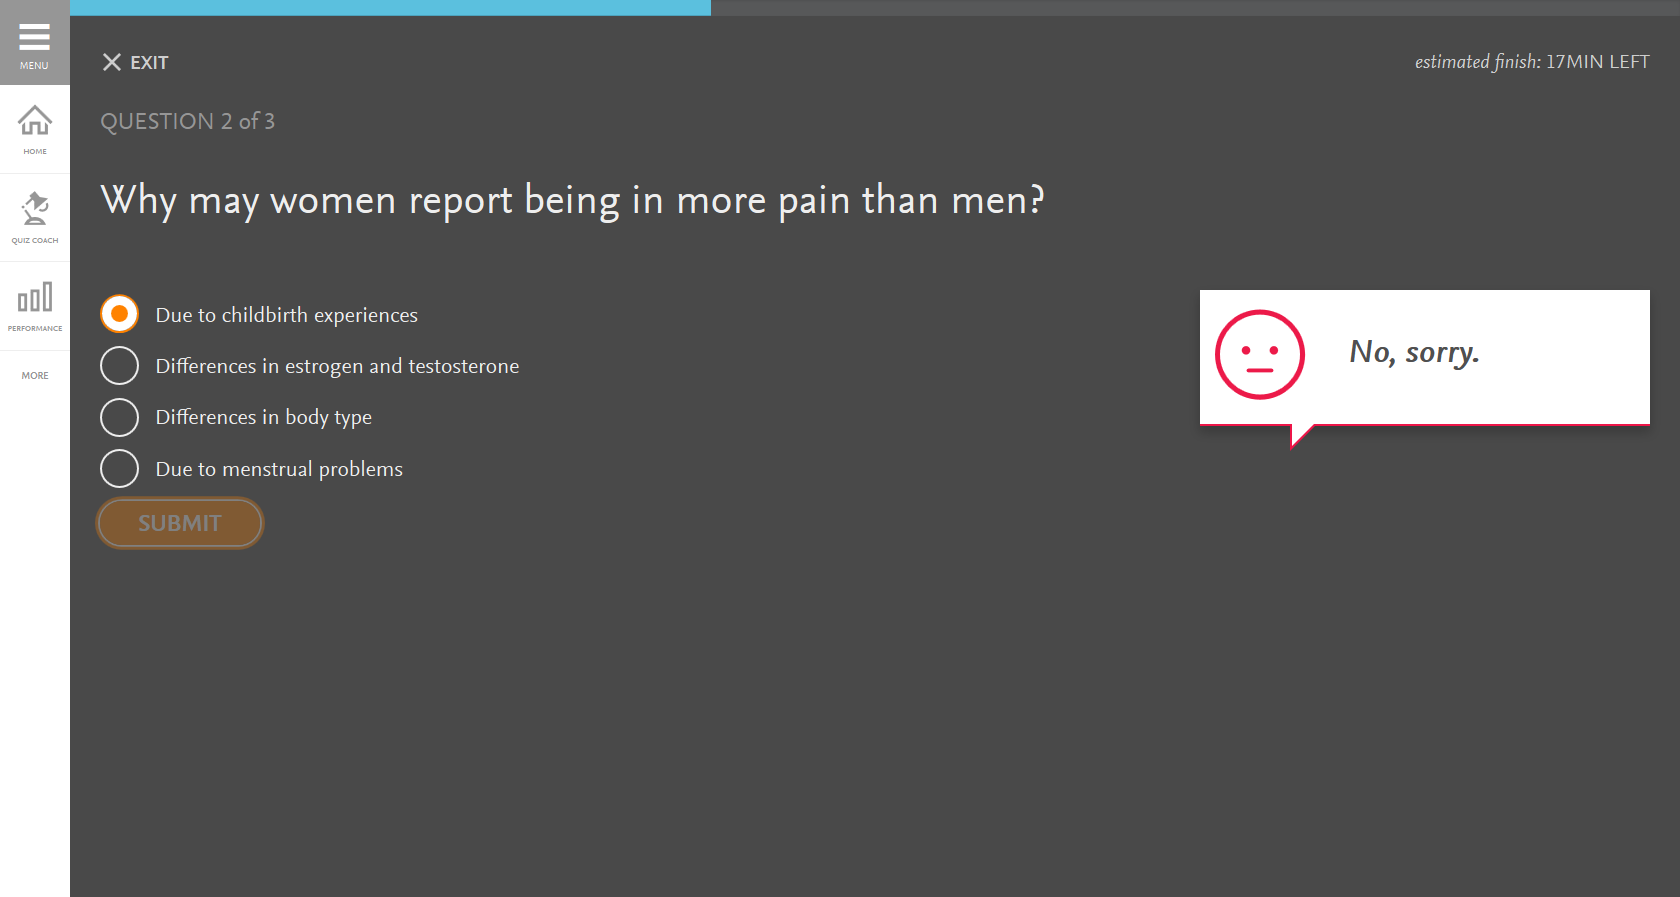 MENU
HOME
QUIZ COACH
PERFORMANCE
MORE
EXIT
estimated finish: 17MIN LEFT
QUESTION 2 of 3
Why may women report being in more pain than men?
Due to childbirth experiences
Differences in estrogen and testosterone
Differences in body type
Due to menstrual problems
SUBMIT
No, sorry.